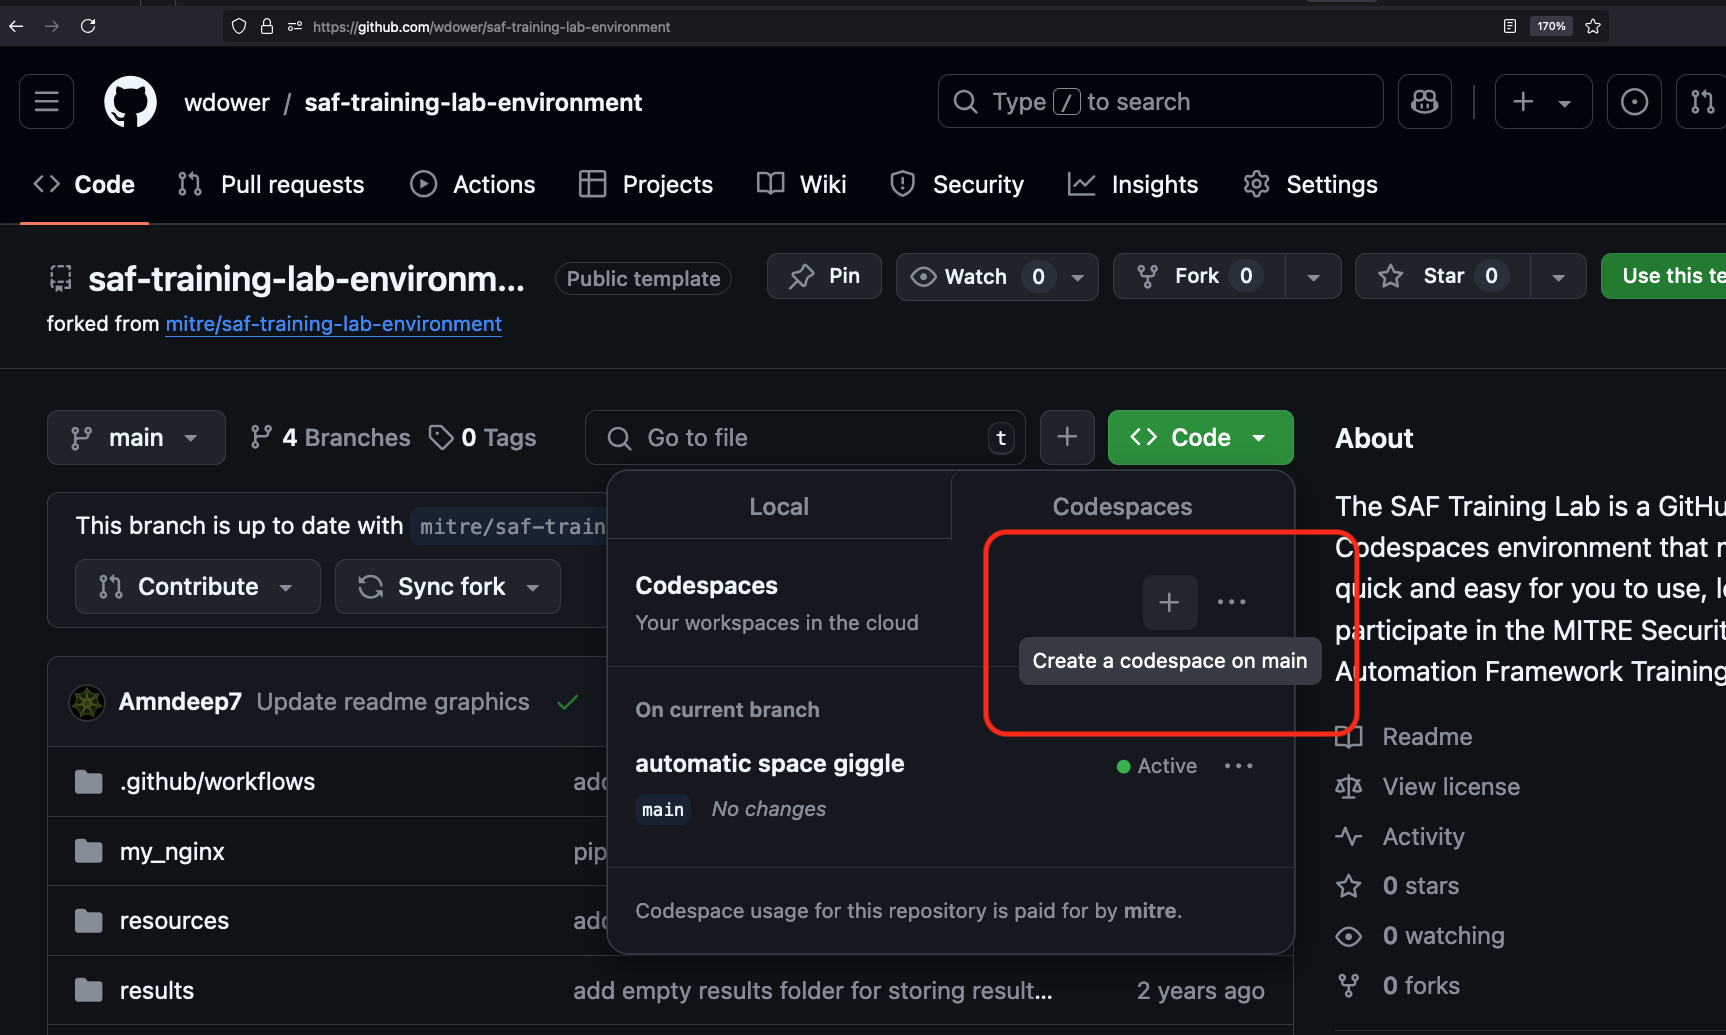 https://github.com/wdower/saf-training-lab-environment
170%
wdower / saf-training-lab-environment
Type / to search
Code
Pull requests
Actions
Projects
Wiki
Security
Insights
Settings
saf-training-lab-environm...
Public template
Pin
Watch 0
Fork 0
Star 0
Use this te
forked from mitre/saf-training-lab-environment
main
4 Branches
0 Tags
Go to file
t
Code
About
The SAF Training Lab is a GitHu
Codespaces environment that
quick and easy for you to use,
participate in the MITRE Securit
Automation Framework Training
This branch is up to date with mitre/saf-train
Contribute
Sync fork
Local
Codespaces
Codespaces
Your workspaces in the cloud
Create a codespace on main
On current branch
automatic space giggle
Active
main
No changes
Codespace usage for this repository is paid for by mitre.
Amndeep7 Update readme graphics
.github/workflows
add
my_nginx
pip
resources
add
results
add empty results folder for storing result...
2 years ago
Readme
View license
Activity
0 stars
0 watching
0 forks